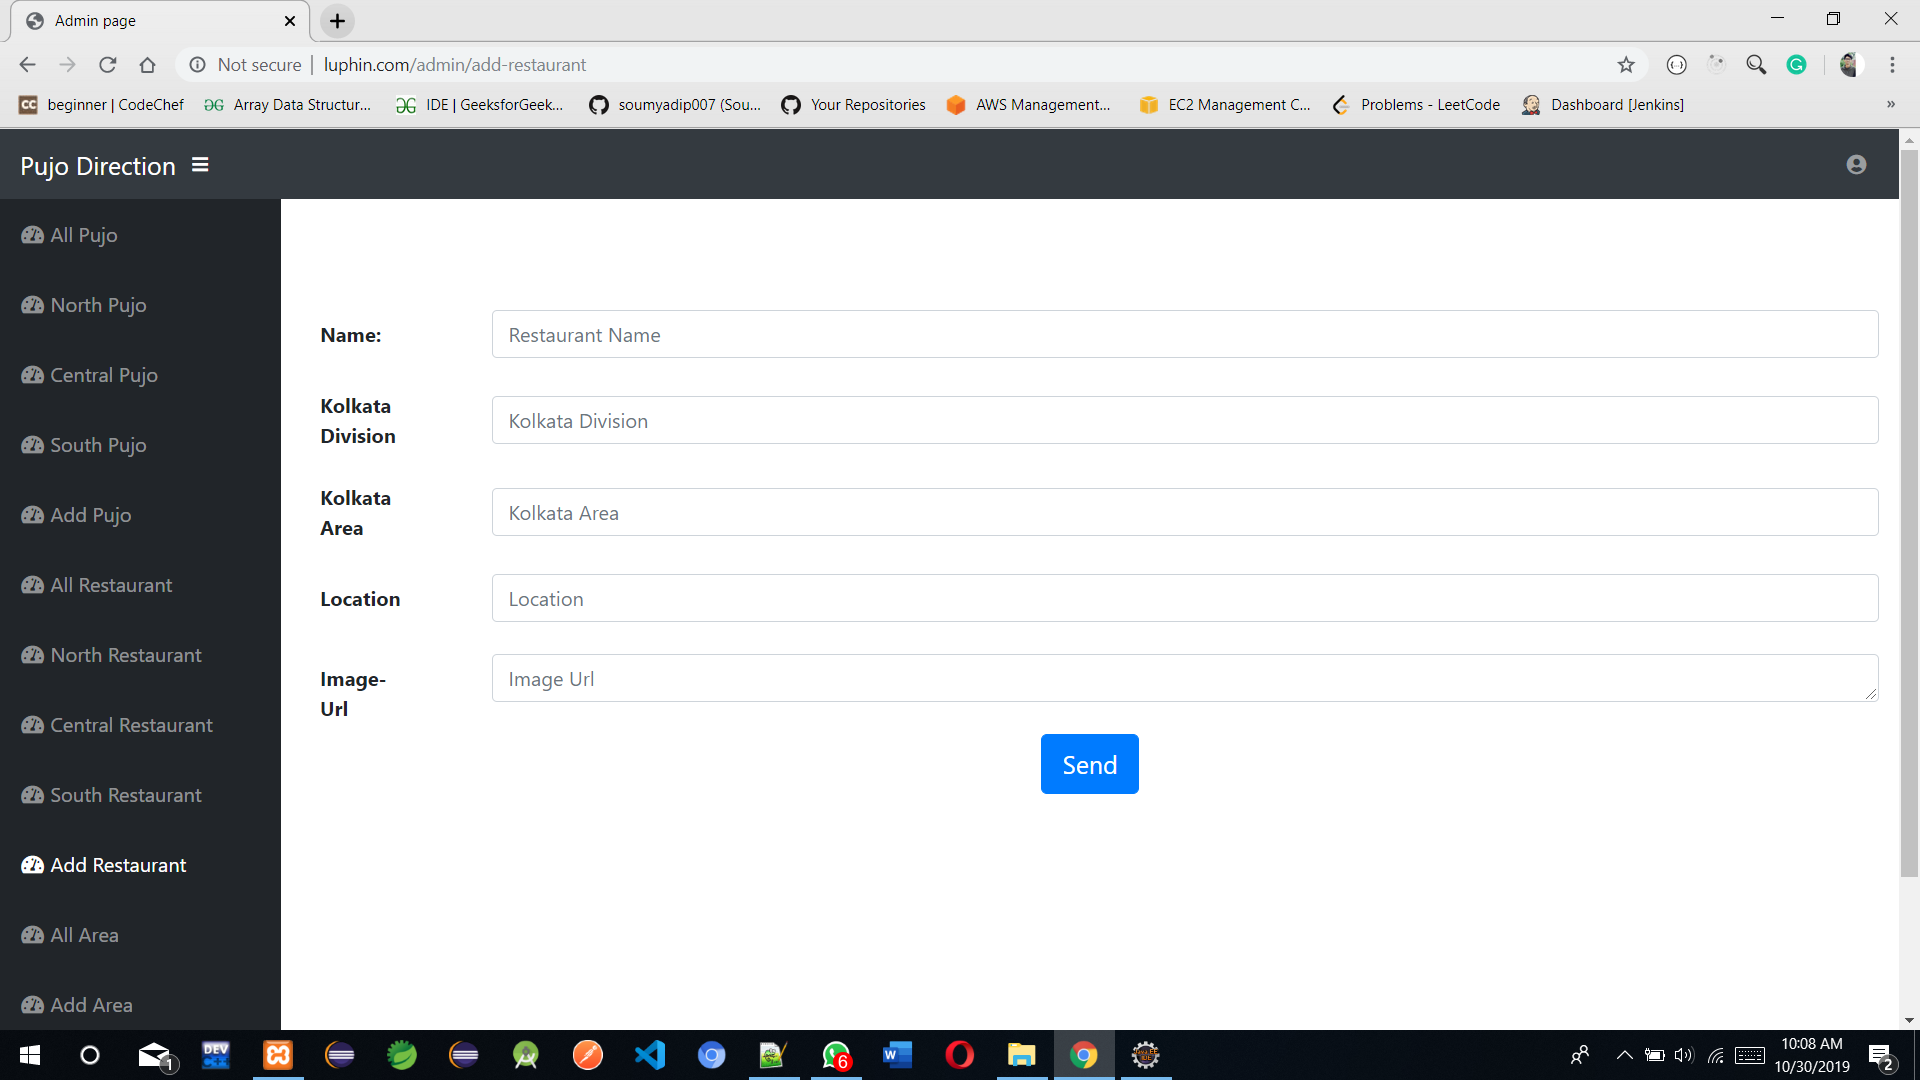 Admin page
Not secure | luphin.com/admin/add-restaurant
beginner | CodeChef
Array Data Structur...
IDE | GeeksforGeek...
soumyadip007 (Sou...
Your Repositories
AWS Management...
EC2 Management C...
Problems - LeetCode
Dashboard [Jenkins]
»
Pujo Direction
All Pujo
North Pujo
Central Pujo
South Pujo
Add Pujo
All Restaurant
North Restaurant
Central Restaurant
South Restaurant
Add Restaurant
All Area
Add Area
Name:
Restaurant Name
Kolkata
Division
Kolkata Division
Kolkata
Area
Kolkata Area
Location
Location
Image-
Url
Image Url
Send
1
DEV
C++
6
W
10:08 AM
10/30/2019
2